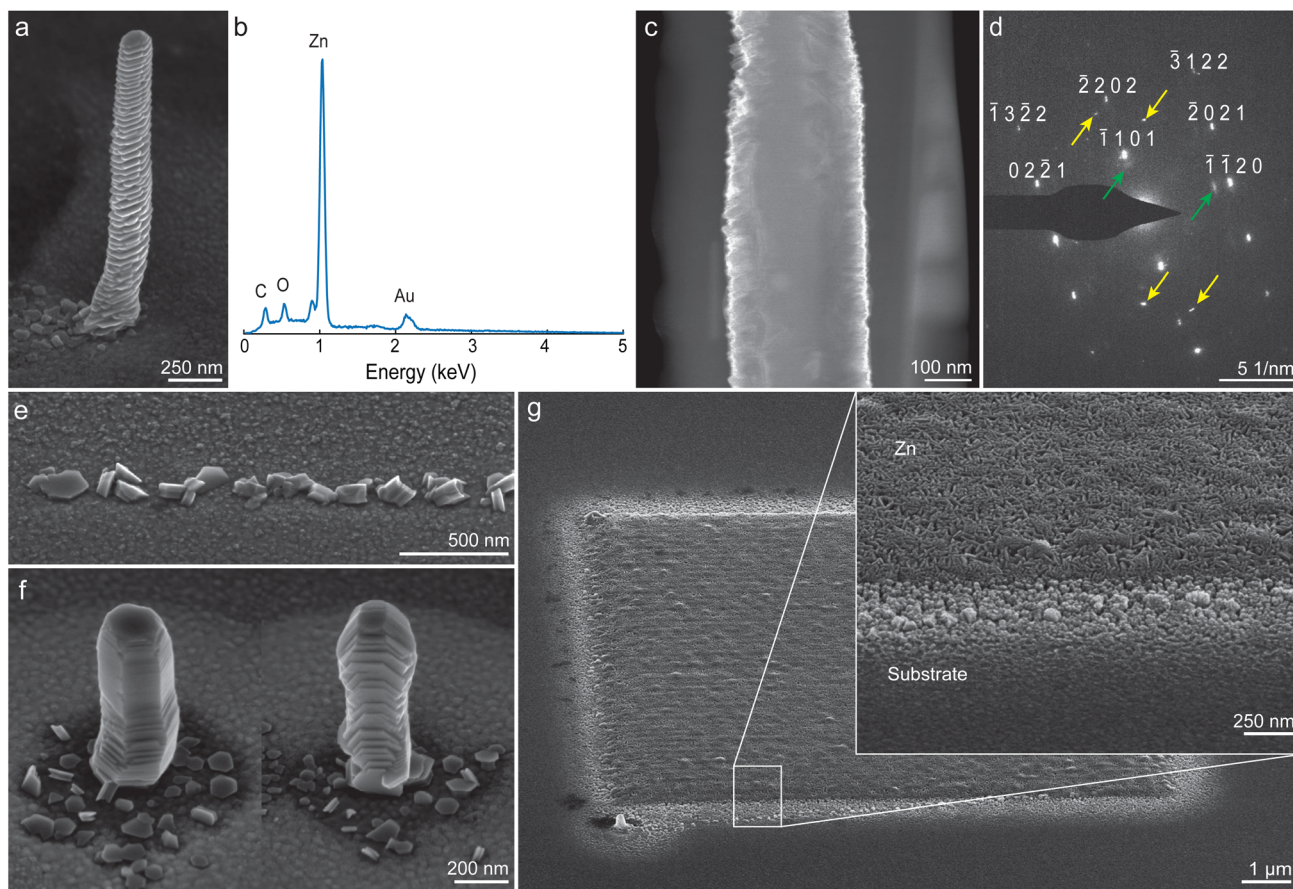 a
250 nm
b
Zn
C
O
Au
0
1
2
3
4
5
Energy (keV)
c
100 nm
d
3̅ 1 2 2
2̅ 2 0 2
1̅ 3 2̅ 2
2̅ 0 2 1
1̅ 1 0 1
0 2 2̅ 1
1̅ 1̅ 2 0
5 1/nm
e
500 nm
f
200 nm
g
Zn
Substrate
250 nm
1 µm